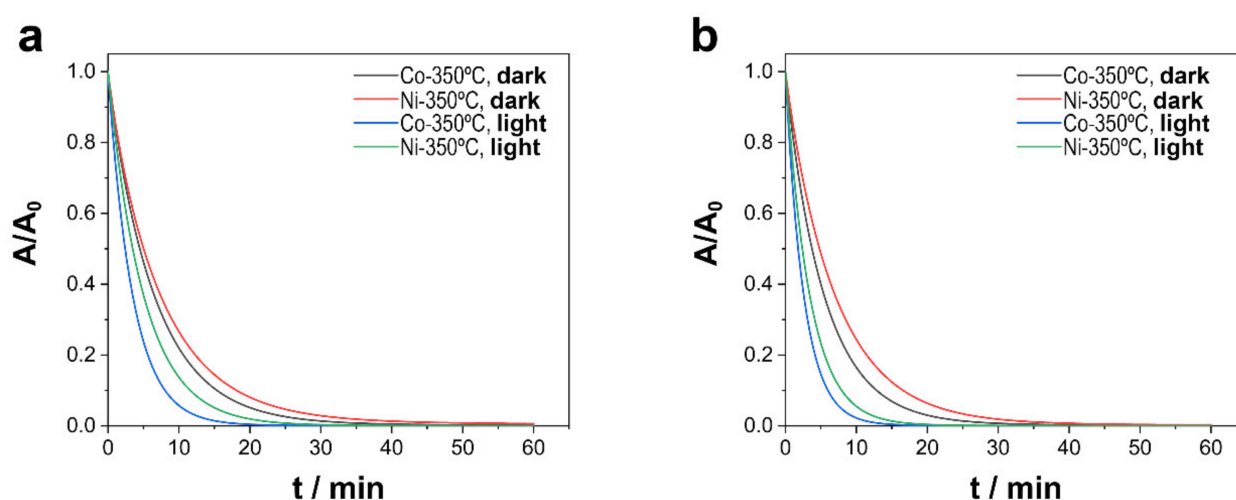 a
Co-350ºC, dark
Ni-350ºC, dark
Co-350ºC, light
Ni-350ºC, light
1.0
0.8
0.6
0.4
0.2
0.0
A/A₀
0 10 20 30 40 50 60
t / min
b
Co-350ºC, dark
Ni-350ºC, dark
Co-350ºC, light
Ni-350ºC, light
1.0
0.8
0.6
0.4
0.2
0.0
A/A₀
0 10 20 30 40 50 60
t / min